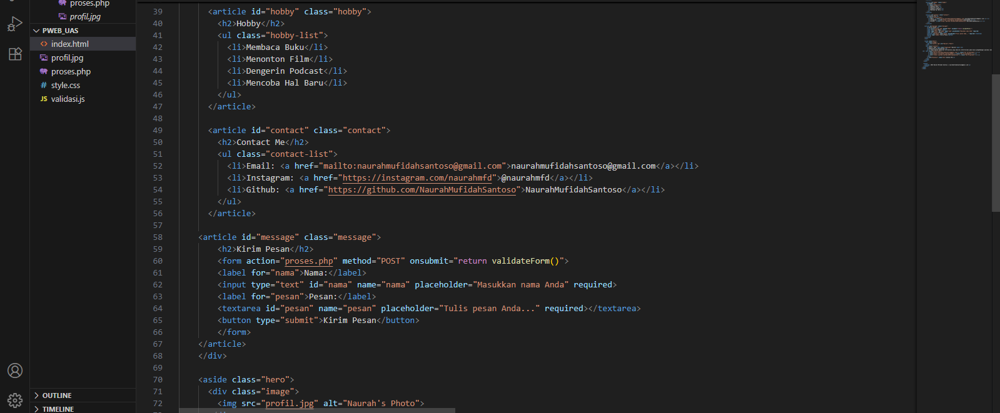 proses.php
profil.jpg
PWEB_UAS
index.html
profil.jpg
proses.php
style.css
JS validasi.js
OUTLINE
TIMELINE
39 <article id="hobby" class="hobby">
40 <h2>Hobby</h2>
41 <ul class="hobby-list">
42 <li>Membaca Buku</li>
43 <li>Menonton Film</li>
44 <li>Dengerin Podcast</li>
45 <li>Mencoba Hal Baru</li>
46 </ul>
47 </article>
48
49 <article id="contact" class="contact">
50 <h2>Contact Me</h2>
51 <ul class="contact-list">
52 <li>Email: <a href="mailto:naurahmufidahsantoso@gmail.com">naurahmufidahsantoso@gmail.com</a></li>
53 <li>Instagram: <a href="https://instagram.com/naurahmfd">@naurahmfd</a></li>
54 <li>Github: <a href="https://github.com/NaurahMufidahSantoso">NaurahMufidahSantoso</a></li>
55 </ul>
56 </article>
57
58 <article id="message" class="message">
59 <h2>Kirim Pesan</h2>
60 <form action="proses.php" method="POST" onsubmit="return validateForm()">
61 <label for="nama">Nama:</label>
62 <input type="text" id="nama" name="nama" placeholder="Masukkan nama Anda" required>
63 <label for="pesan">Pesan:</label>
64 <textarea id="pesan" name="pesan" placeholder="Tulis pesan Anda..." required></textarea>
65 <button type="submit">Kirim Pesan</button>
66 </form>
67 </article>
68 </div>
69
70 <aside class="hero">
71 <div class="image">
72 <img src="profil.jpg" alt="Naurah's Photo">